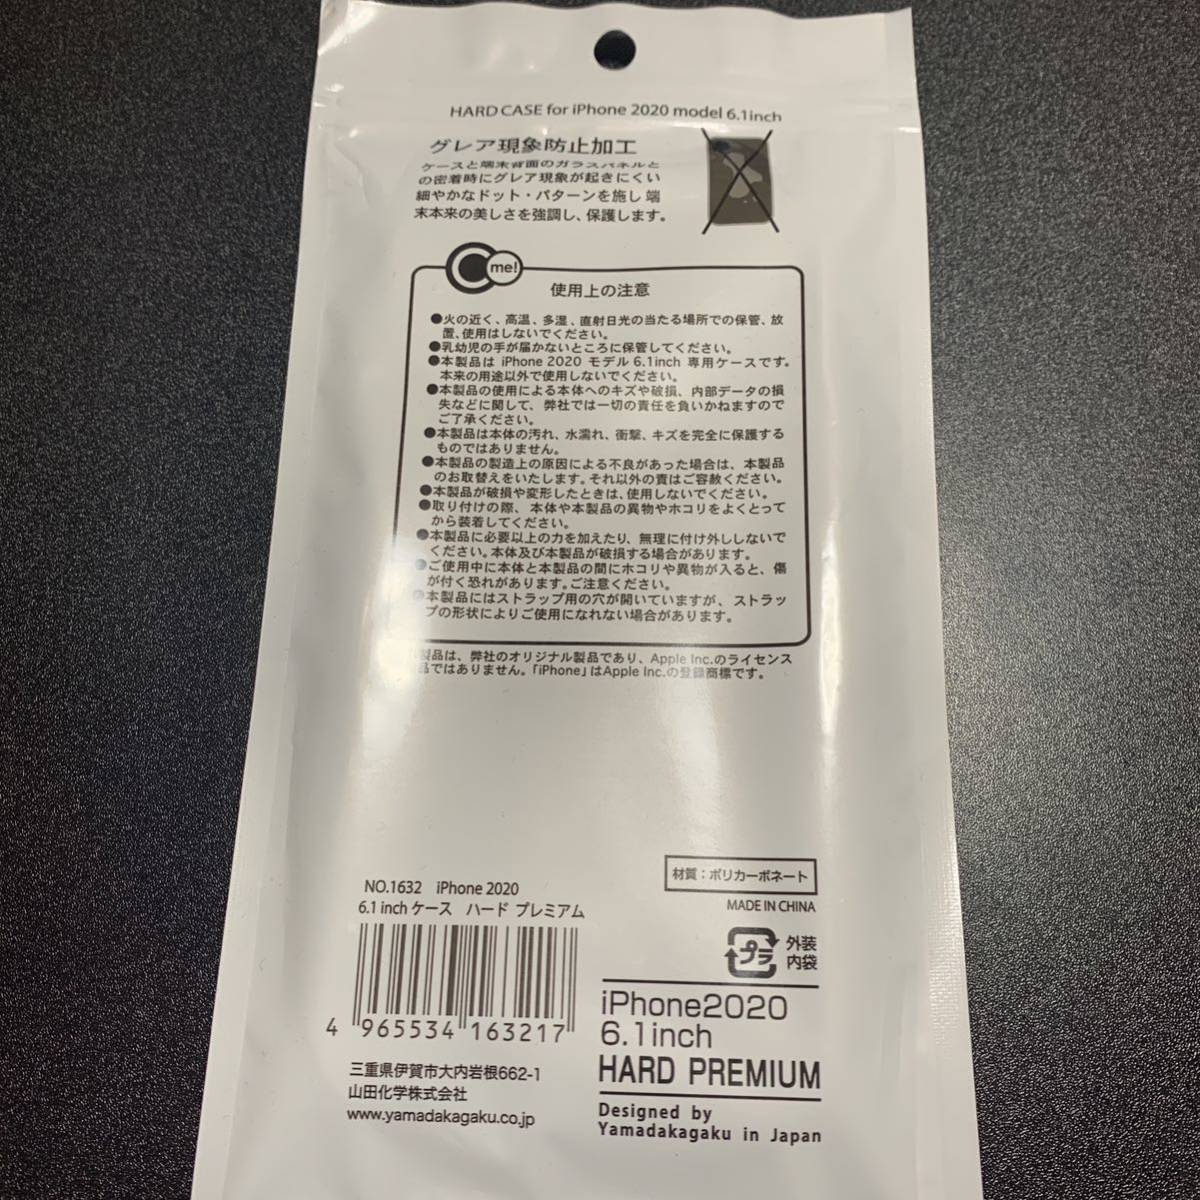 HARD CASE for iPhone 2020 model 6.1inch
グレア現象防止加工
ケースと端末背面のガラスパネルと
の密着時にグレア現象が起きにくい
細やかなドット・パターンを施し 端
末本来の美しさを強調し、保護します。
me!
使用上の注意
●火の近く、高温、多湿、直射日光の当たる場所での保管、放
置、使用はしないでください。
●乳幼児の手が届かないところに保管してください。
●本製品は iPhone 2020 モデル 6.1inch 専用ケースです。
本来の用途以外で使用しないでください。
●本製品の使用による本体へのキズや破損、内部データの損
失などに関して、弊社では一切の責任を負いかねますので
ご了承ください。
●本製品は本体の汚れ、水濡れ、衝撃、キズを完全に保護する
ものではありません。
●本製品の製造上の原因による不良があった場合は、本製品
のお取替えをいたします。それ以外の責はご容赦ください。
●本製品が破損や変形したときは、使用しないでください。
●取り付けの際、本体や本製品の異物やホコリをよくとって
から装着してください。
●本製品に必要以上の力を加えたり、無理に付け外ししないで
ください。本体及び本製品が破損する場合があります。
●ご使用中に本体と本製品の間にホコリや異物が入ると、傷
が付く恐れがあります。ご注意ください。
●本製品にはストラップ用の穴が開いていますが、ストラッ
プの形状によりご使用になれない場合があります。
製品は、弊社のオリジナル製品であり、Apple Inc.のライセンス
品ではありません。「iPhone」はApple Inc.の登録商標です。
材質：ポリカーボネート
MADE IN CHINA
NO.1632 iPhone 2020
6.1 inch ケース ハード プレミアム
プラ
外装
内袋
4 965534 163217
iPhone2020
6.1inch
HARD PREMIUM
三重県伊賀市大内岩根662-1
山田化学株式会社
www.yamadakagaku.co.jp
Designed by
Yamadakagaku in Japan